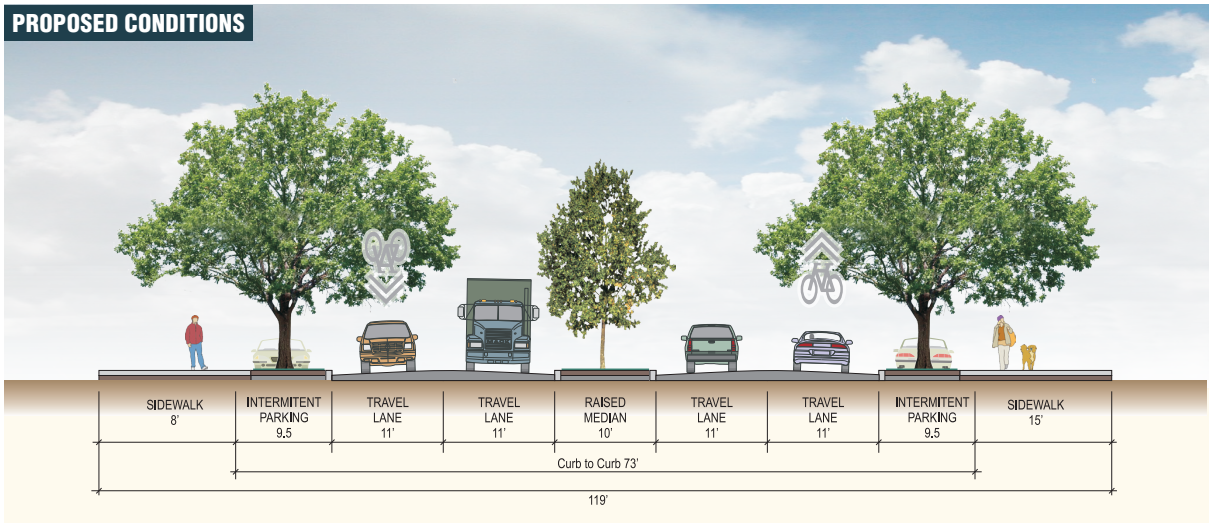 PROPOSED CONDITIONS
SIDEWALK
8'
INTERMITENT
PARKING
9.5
TRAVEL
LANE
11'
TRAVEL
LANE
11'
RAISED
MEDIAN
10'
TRAVEL
LANE
11'
TRAVEL
LANE
11'
INTERMITENT
PARKING
9.5
SIDEWALK
15'
Curb to Curb 73'
119'